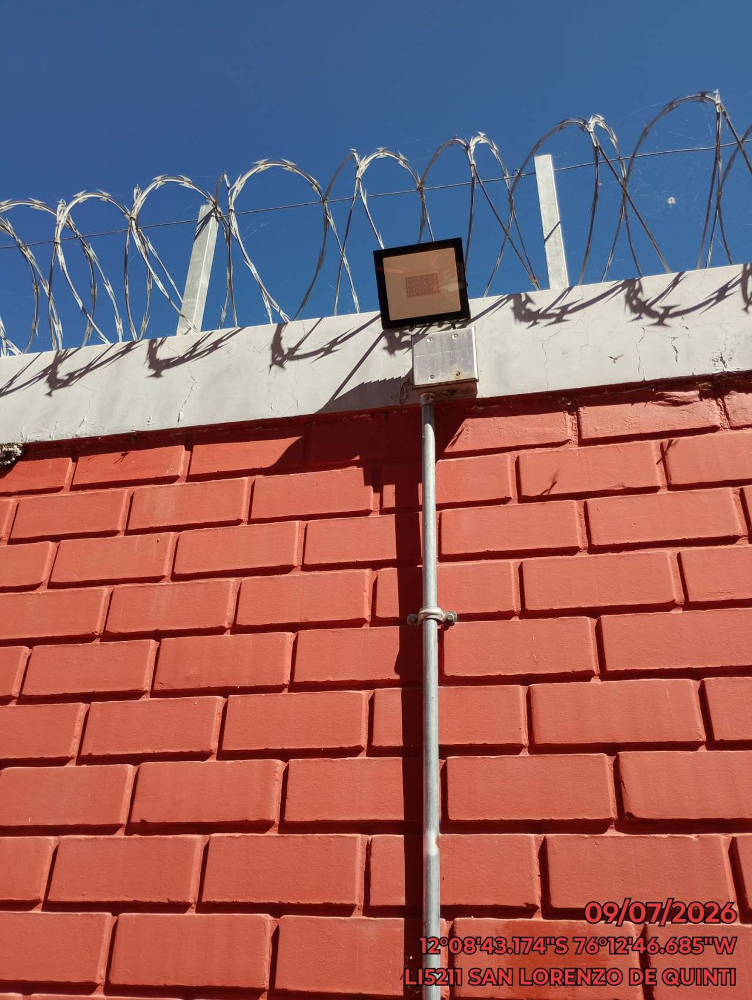 09/07/2026
12°08'43.174"S 76°12'46.685"W
LI5211 SAN LORENZO DE QUINTI